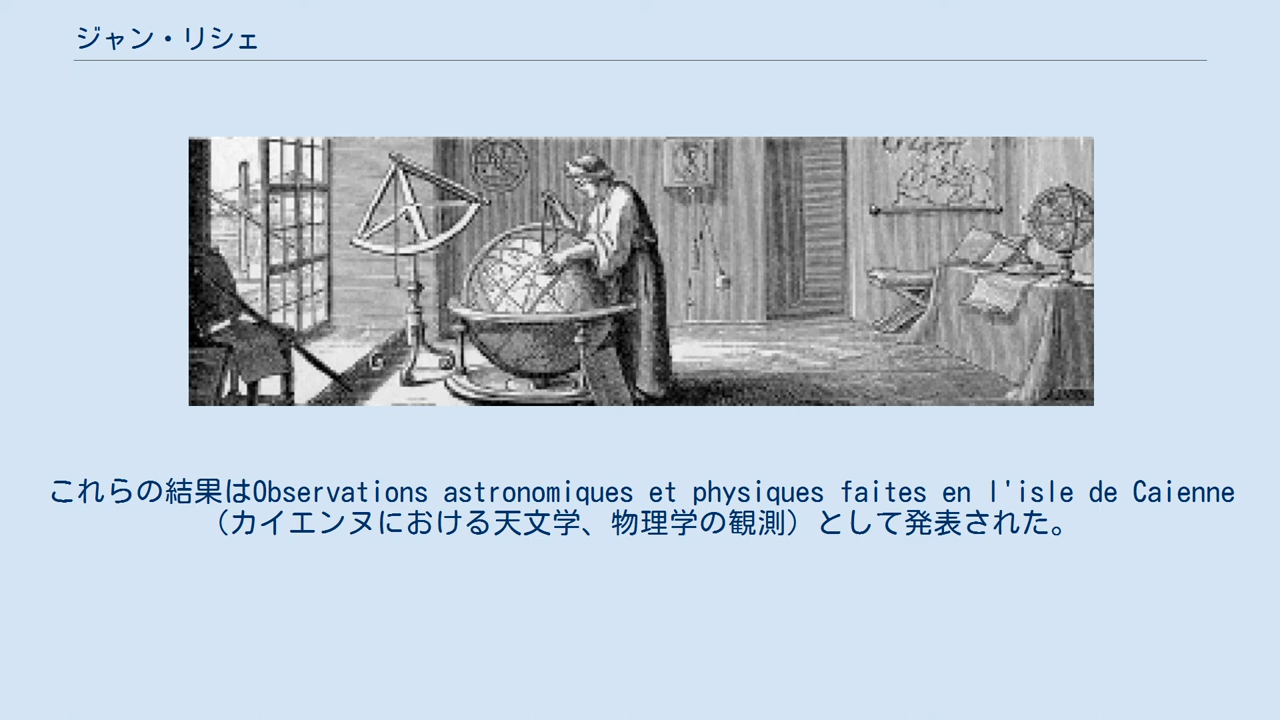 ジャン・リシェ
これらの結果はObservations astronomiques et physiques faites en l'isle de Caienne
（カイエンヌにおける天文学、物理学の観測）として発表された。